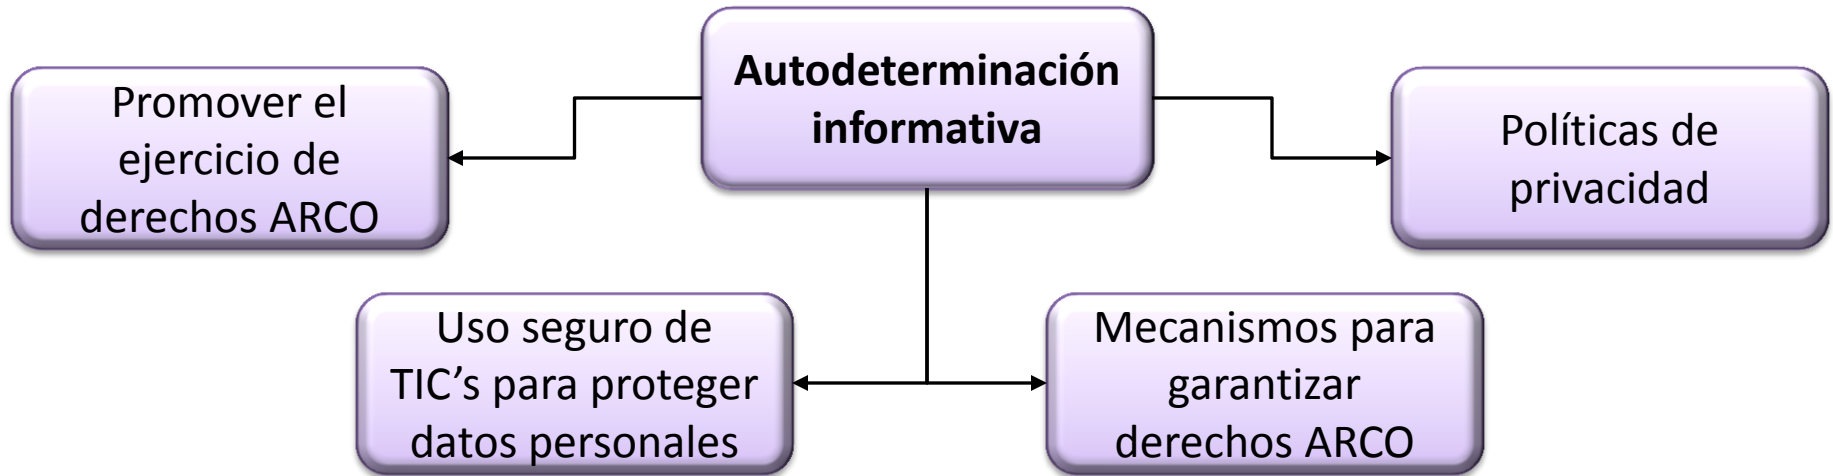 Autodeterminación
informativa
Promover el
ejercicio de
derechos ARCO
Políticas de
privacidad
Uso seguro de
TIC’s para proteger
datos personales
Mecanismos para
garantizar
derechos ARCO